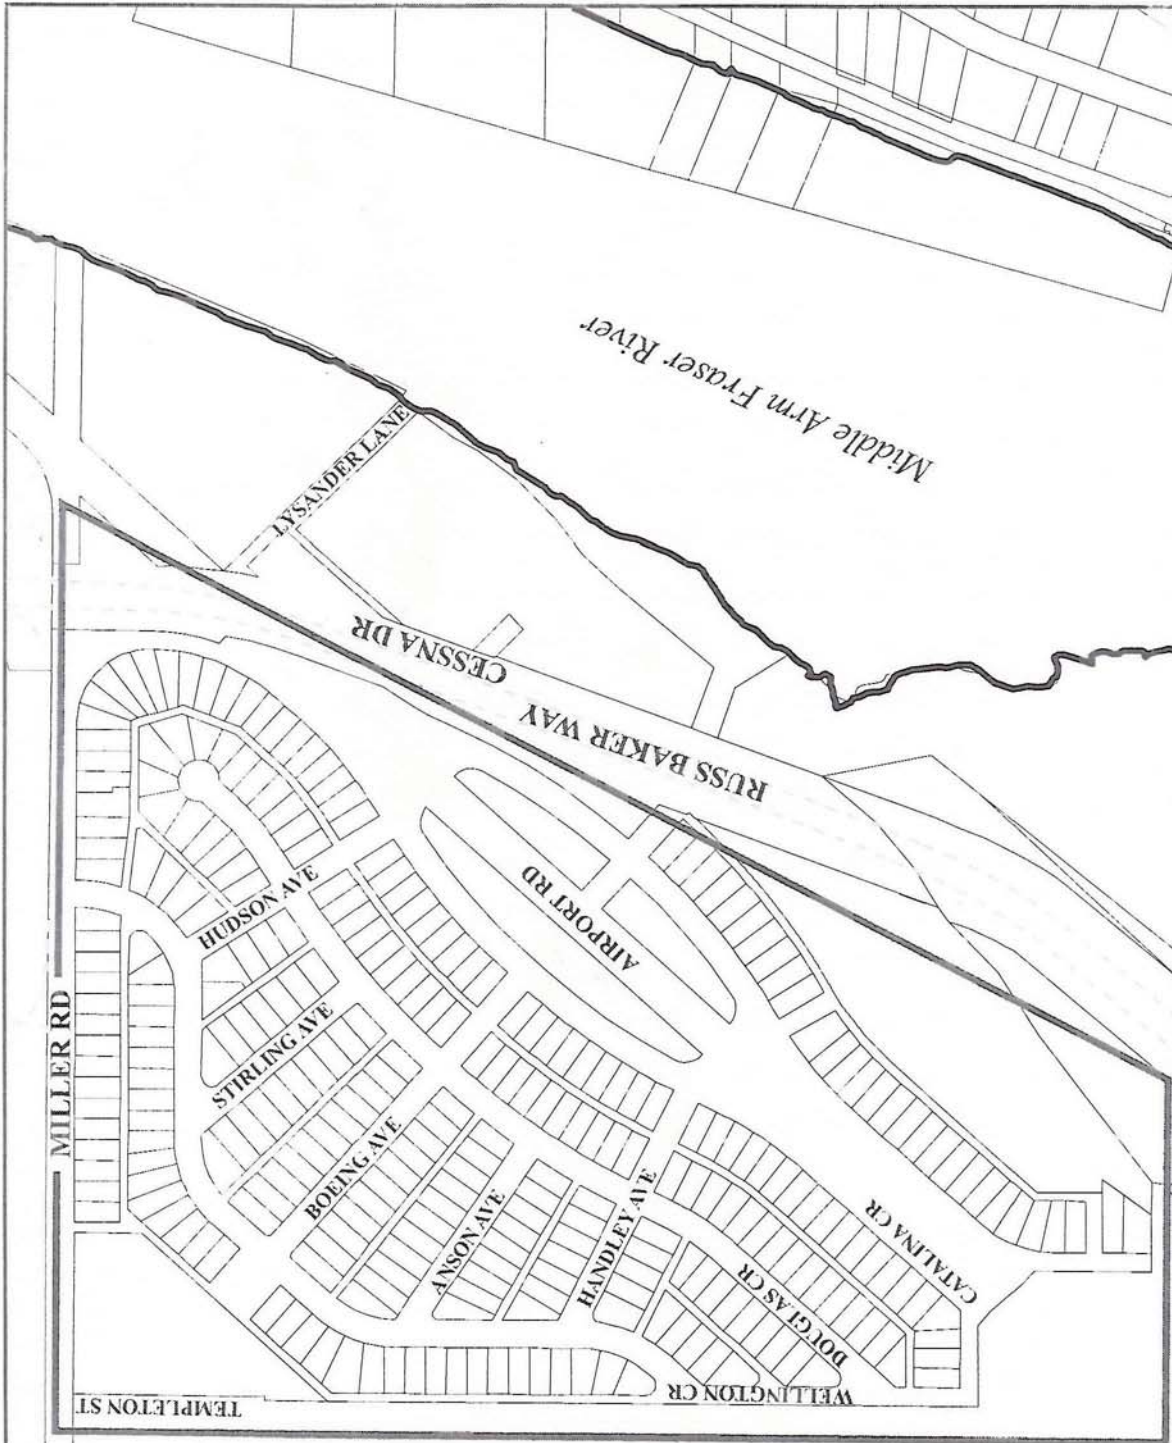 Middle Arm Fraser River
LYSANDER LANE
CESSNA DR
RUSS BAKER WAY
AIRPORT RD
HUDSON AVE
MILLER RD
STIRLING AVE
BOEING AVE
ANSON AVE
HANDLEY AVE
CATALINA CR
DOUGLAS CR
WELLINGTON CR
TEMPLETON ST